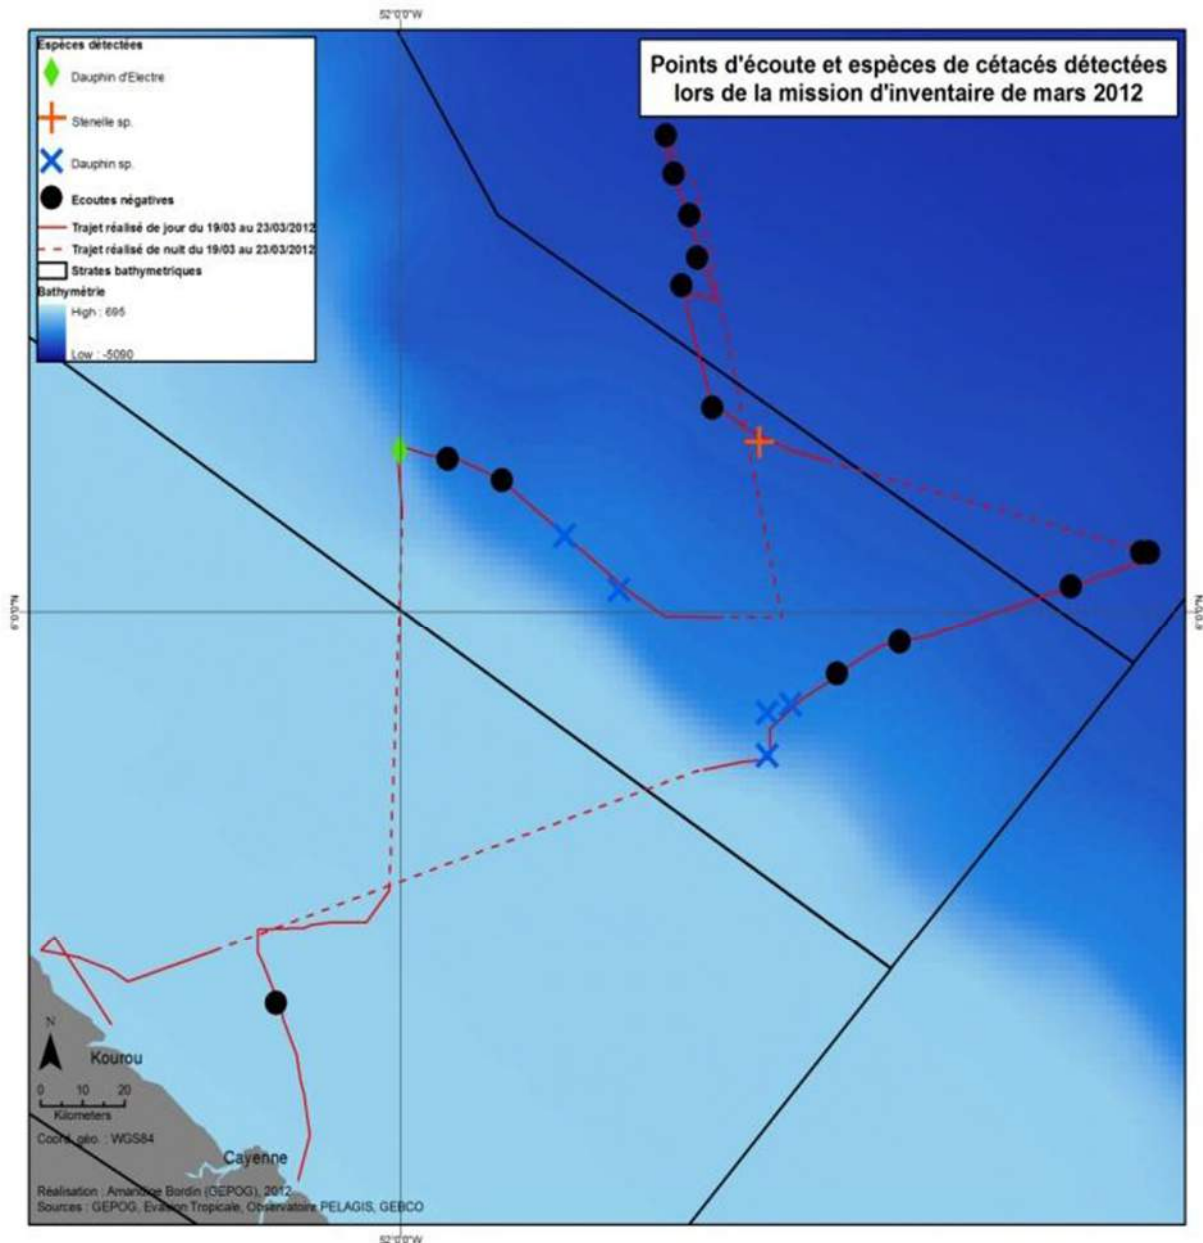 52°0'0"W
Espèces détectées
Dauphin d'Electre
Stenelle sp.
Dauphin sp.
Ecoutes négatives
Trajet réalisé de jour du 19/03 au 23/03/2012
Trajet réalisé de nuit du 19/03 au 23/03/2012
Strates bathymetriques
Bathymétrie
High : 695
Low : -5090
Points d'écoute et espèces de cétacés détectées
lors de la mission d'inventaire de mars 2012
6°0'0"N
6°0'0"N
N
Kourou
0 10 20
Kilometers
Coord. géo. : WGS84
Cayenne
Réalisation : Amandine Bordin (GEPOG), 2012
Sources : GEPOG, Evasion Tropicale, Observatoire PELAGIS, GEBCO
52°0'0"W